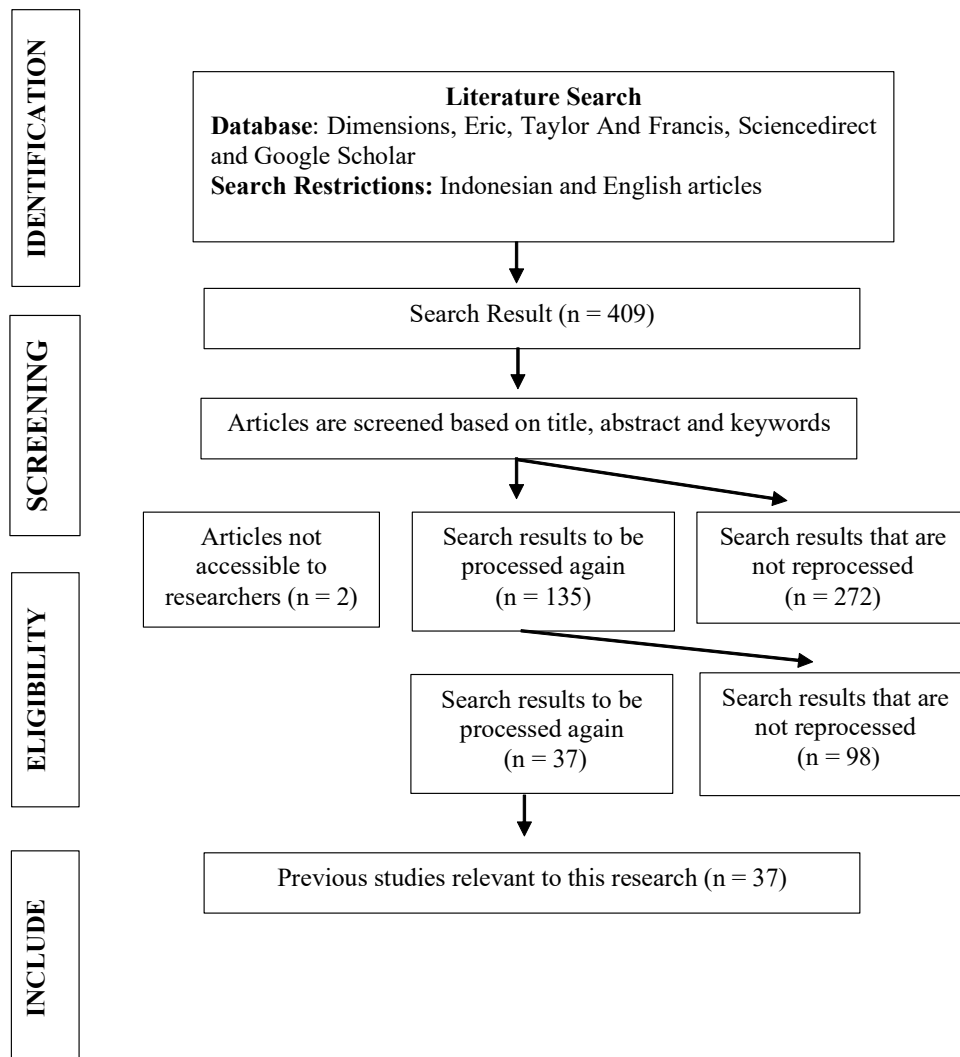 IDENTIFICATION
Literature Search
Database: Dimensions, Eric, Taylor And Francis, Sciencedirect
and Google Scholar
Search Restrictions: Indonesian and English articles
Search Result (n = 409)
SCREENING
Articles are screened based on title, abstract and keywords
Articles not
accessible to
researchers (n = 2)
Search results to be
processed again
(n = 135)
Search results that are
not reprocessed
(n = 272)
ELIGIBILITY
Search results to be
processed again
(n = 37)
Search results that are
not reprocessed
(n = 98)
INCLUDE
Previous studies relevant to this research (n = 37)